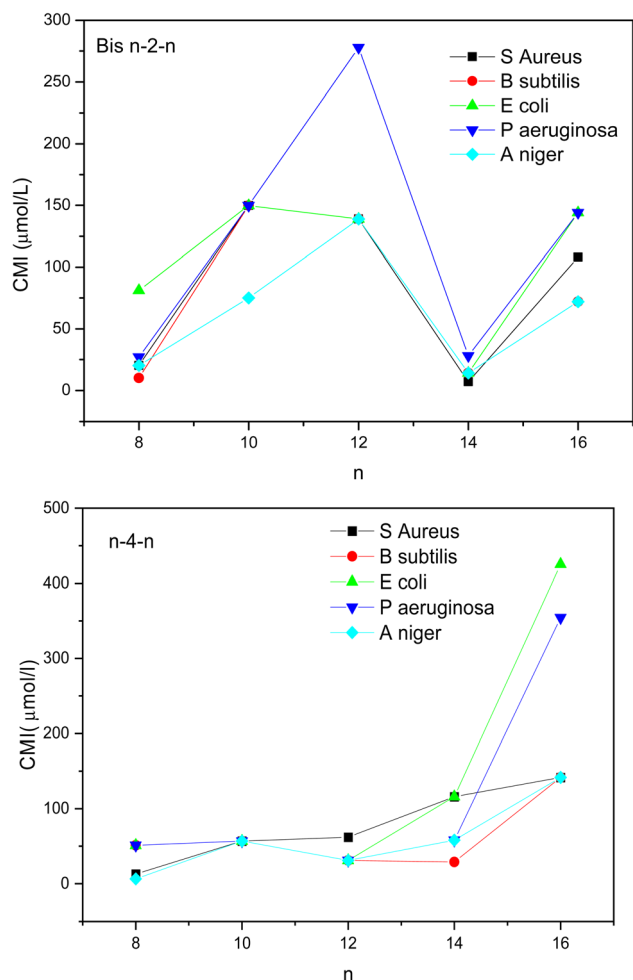 Bis n-2-n
S Aureus
B subtilis
E coli
P aeruginosa
A niger
CMI (μmol/L)
300
250
200
150
100
50
0
8 10 12 14 16
n
n-4-n
S Aureus
B subtilis
E coli
P aeruginosa
A niger
CMI( μmol/l)
500
400
300
200
100
0
8 10 12 14 16
n